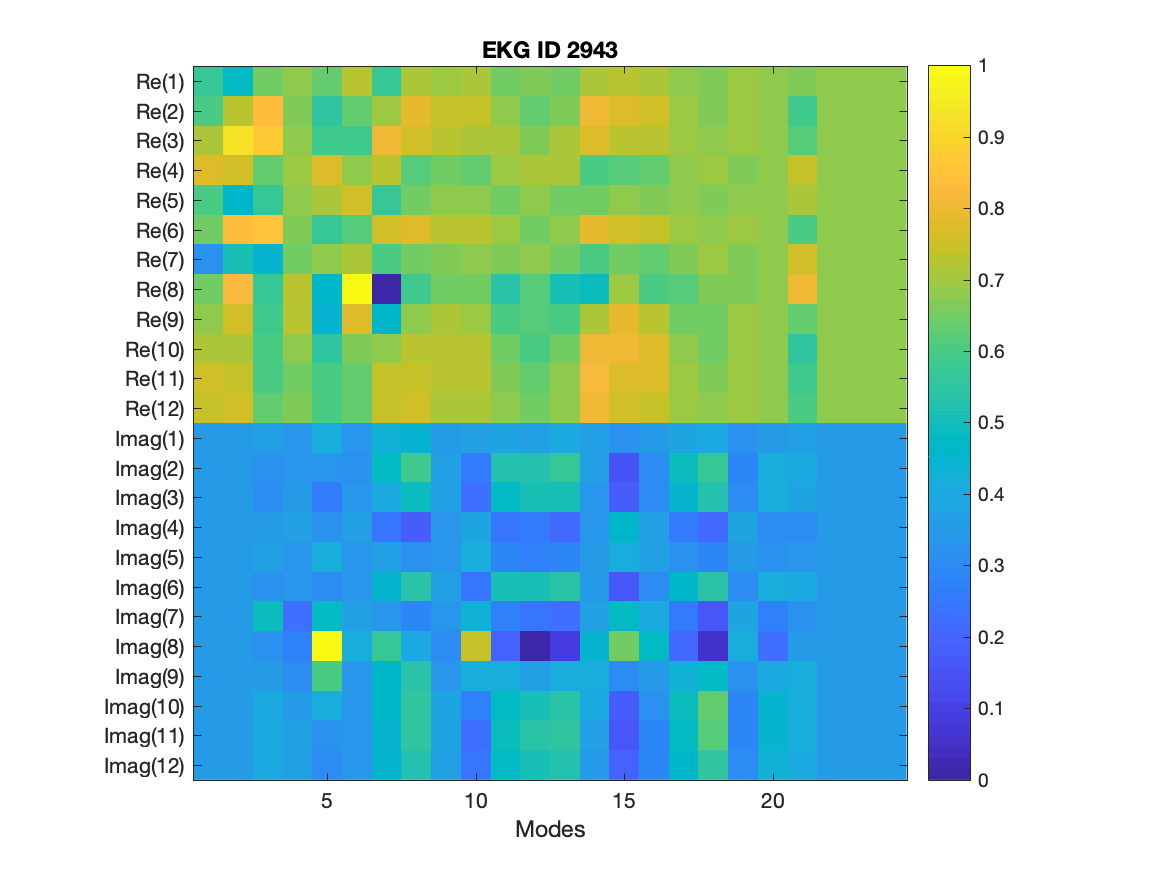 EKG ID 2943
Re(1)
Re(2)
Re(3)
Re(4)
Re(5)
Re(6)
Re(7)
Re(8)
Re(9)
Re(10)
Re(11)
Re(12)
Imag(1)
Imag(2)
Imag(3)
Imag(4)
Imag(5)
Imag(6)
Imag(7)
Imag(8)
Imag(9)
Imag(10)
Imag(11)
Imag(12)
5 10 15 20
Modes
1
0.9
0.8
0.7
0.6
0.5
0.4
0.3
0.2
0.1
0